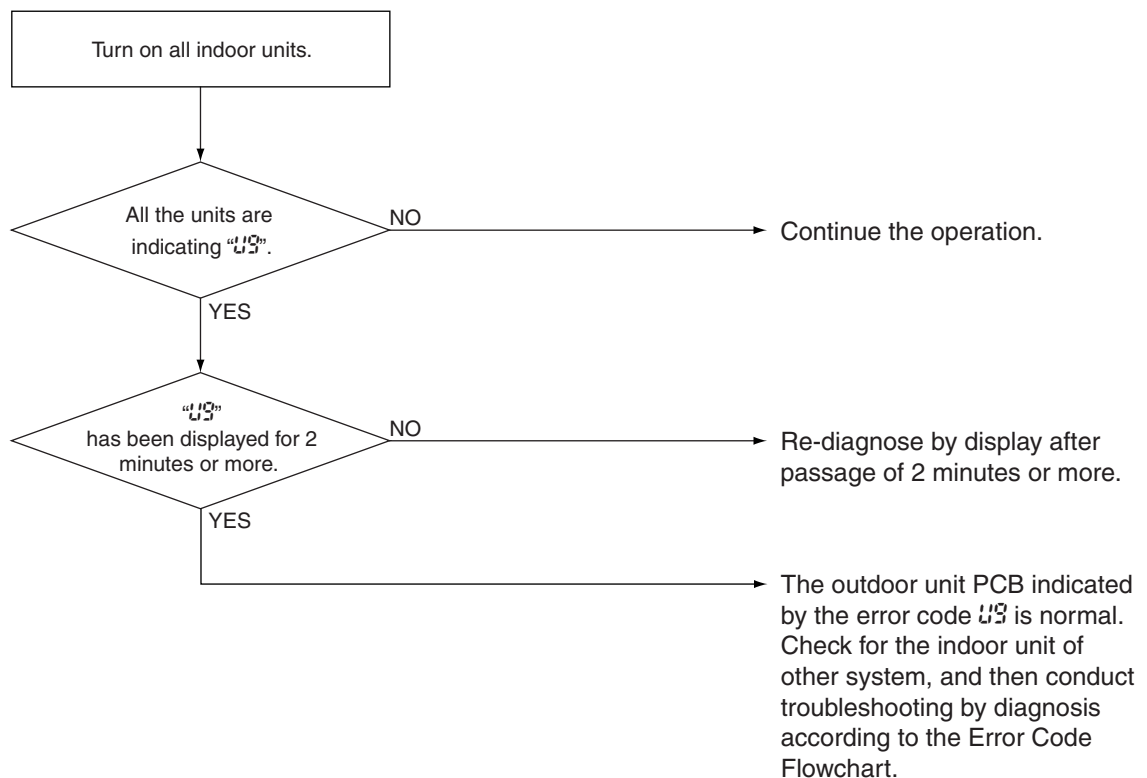 Turn on all indoor units.
All the units are
indicating “U9”.
NO
Continue the operation.
YES
“U9”
has been displayed for 2
minutes or more.
NO
Re-diagnose by display after
passage of 2 minutes or more.
YES
The outdoor unit PCB indicated
by the error code U9 is normal.
Check for the indoor unit of
other system, and then conduct
troubleshooting by diagnosis
according to the Error Code
Flowchart.